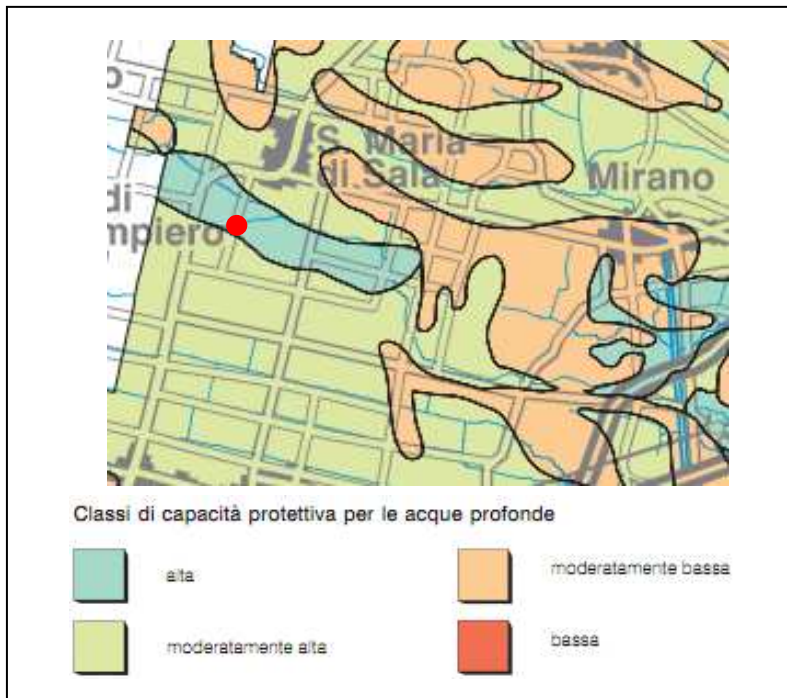 S. Maria
di Sala
Mirano
di
mpiero
Classi di capacità protettiva per le acque profonde
alta
moderatamente bassa
moderatamente alta
bassa